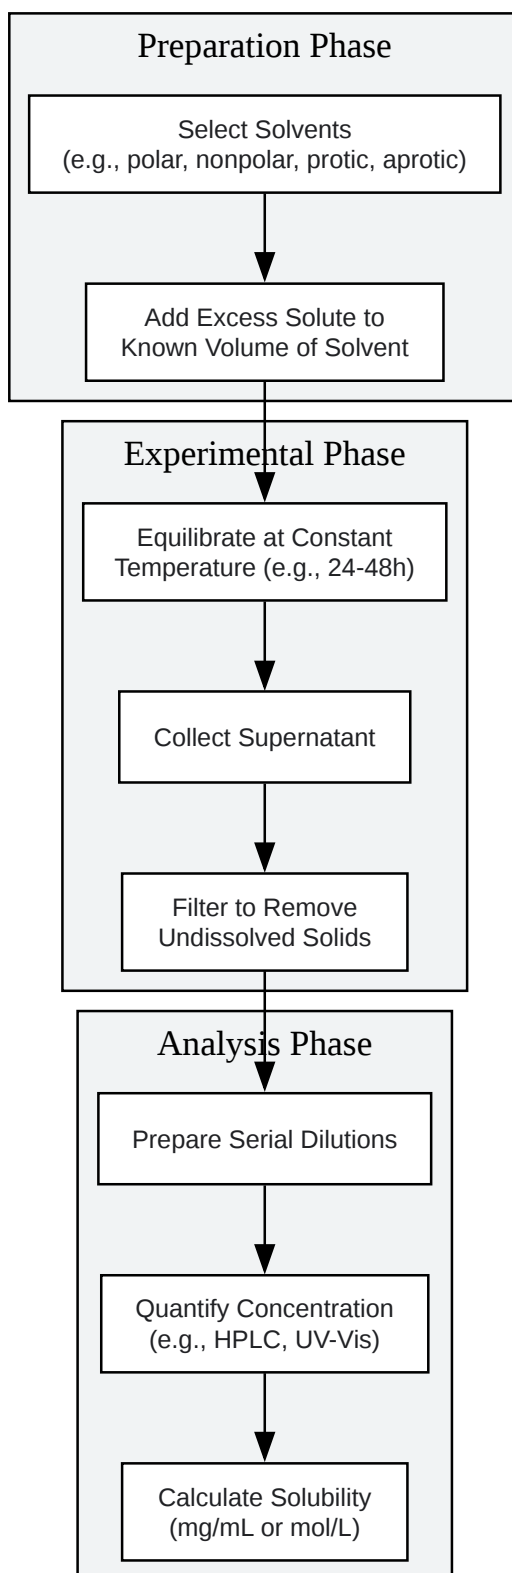 Preparation Phase
Select Solvents
(e.g., polar, nonpolar, protic, aprotic)
Add Excess Solute to
Known Volume of Solvent
Experimental Phase
Equilibrate at Constant
Temperature (e.g., 24-48h)
Collect Supernatant
Filter to Remove
Undissolved Solids
Analysis Phase
Prepare Serial Dilutions
Quantify Concentration
(e.g., HPLC, UV-Vis)
Calculate Solubility
(mg/mL or mol/L)